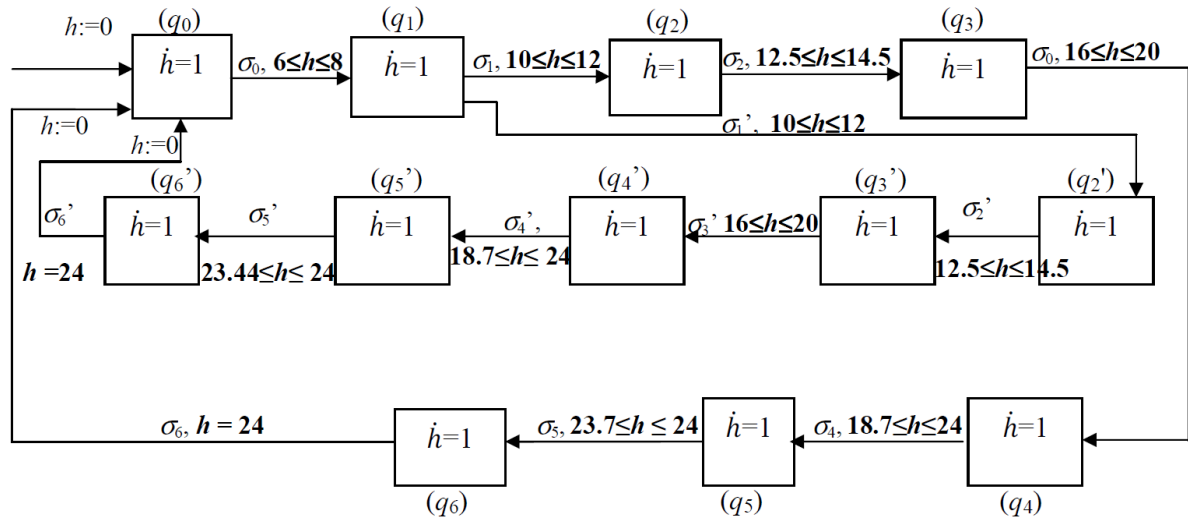 (q0) (q1) (q2) (q3)
h:=0
ḣ=1
σ0, 6≤h≤8
ḣ=1
σ1, 10≤h≤12
ḣ=1
σ2, 12.5≤h≤14.5
ḣ=1
σ0, 16≤h≤20
h:=0
h:=0
σ1’, 10≤h≤12
(q6’) (q5’) (q4’) (q3’) (q2')
σ6’
ḣ=1
σ5’
ḣ=1
σ4’,
ḣ=1
σ3’ 16≤h≤20
ḣ=1
σ2’
ḣ=1
h =24
23.44≤h≤ 24
18.7≤h≤ 24
12.5≤h≤14.5
σ6, h = 24
ḣ=1
σ5, 23.7≤h ≤ 24
ḣ=1
σ4, 18.7≤h≤24
ḣ=1
(q6) (q5) (q4)